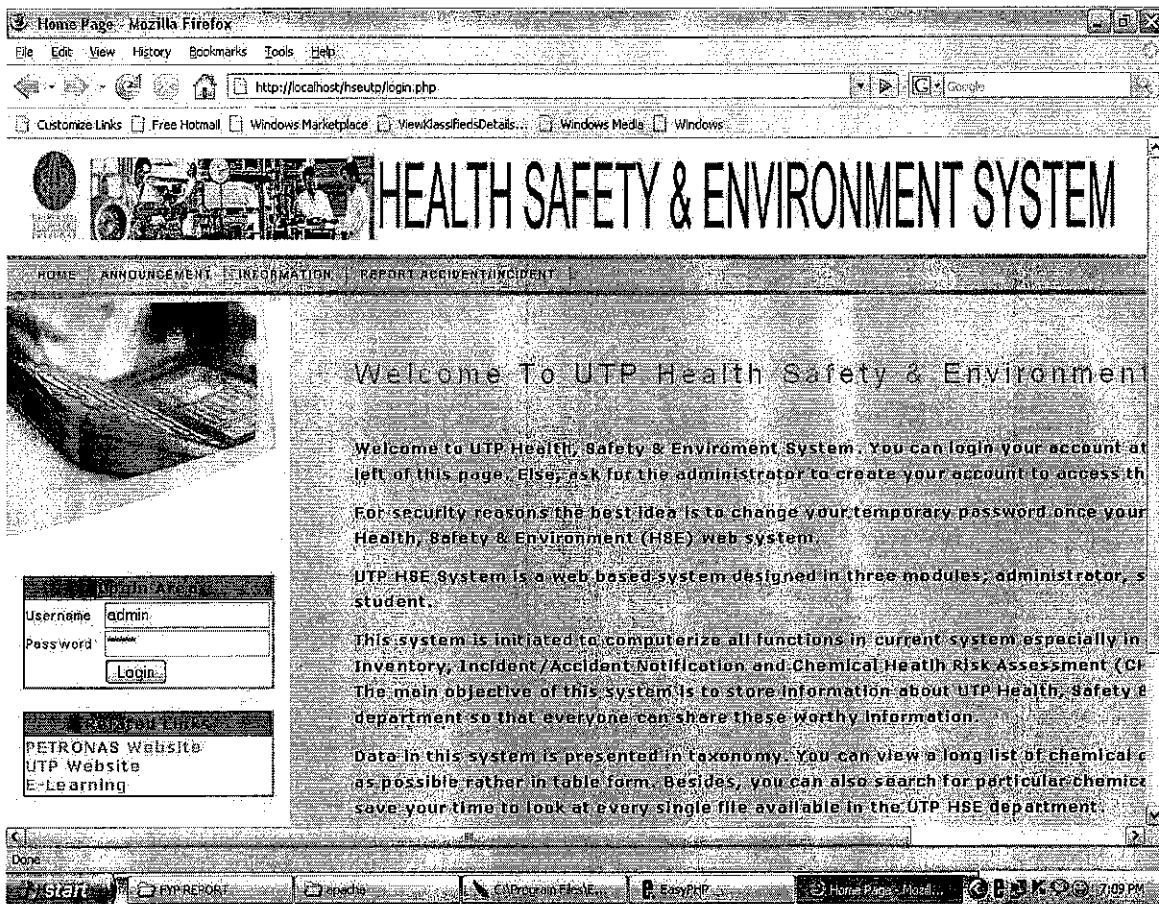 Home Page - Mozilla Firefox
File Edit View History Bookmarks Tools Help
http://localhost/hseutp/login.php
Google
Customize Links Free Hotmail Windows Marketplace ViewKlassifiedsDetails... Windows Media Windows
HEALTH SAFETY & ENVIRONMENT SYSTEM
HOME ANNOUNCEMENT INFORMATION REPORT ACCIDENT/INCIDENT
Welcome To UTP Health Safety & Environment
Welcome to UTP Health, Safety & Enviroment System. You can login your account at
left of this page. Else, ask for the administrator to create your account to access th
For security reasons the best idea is to change your temporary password once your
Health, Safety & Environment (HSE) web system.
UTP HSE System is a web based system designed in three modules; administrator, s
student.
This system is initiated to computerize all functions in current system especially in
Inventory, Incident/Accident Notification and Chemical Health Risk Assessment (CH
The main objective of this system is to store information about UTP Health, Safety &
department so that everyone can share these worthy information.
Data in this system is presented in taxonomy. You can view a long list of chemical c
as possible rather in table form. Besides, you can also search for particular chemica
save your time to look at every single file available in the UTP HSE department.
Login Area
Username admin
Password *****
Login
Related Links
PETRONAS Website
UTP Website
E-Learning
Done
start FYP REPORT apache C:\Program Files\E... EasyPHP Home Page - Mozil... 7:09 PM